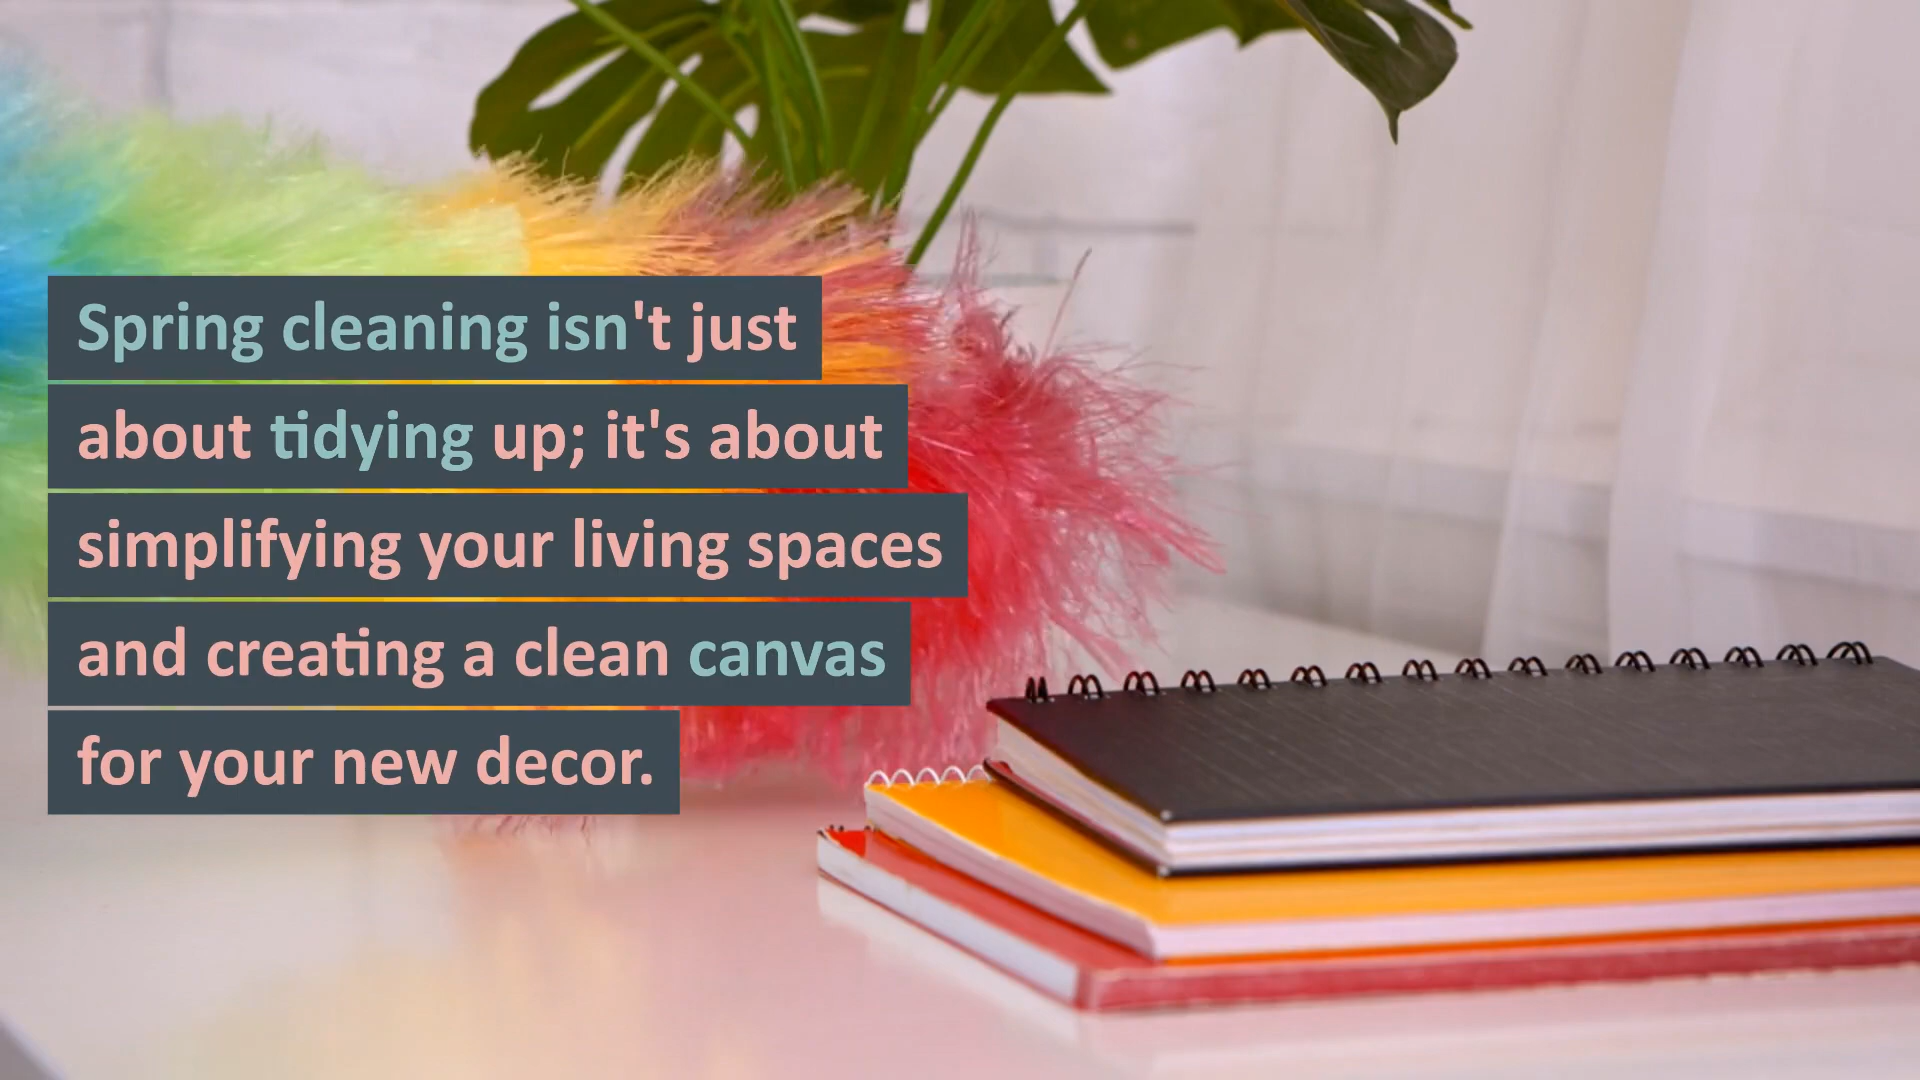 Spring cleaning isn't just
about tidying up; it's about
simplifying your living spaces
and creating a clean canvas
for your new decor.